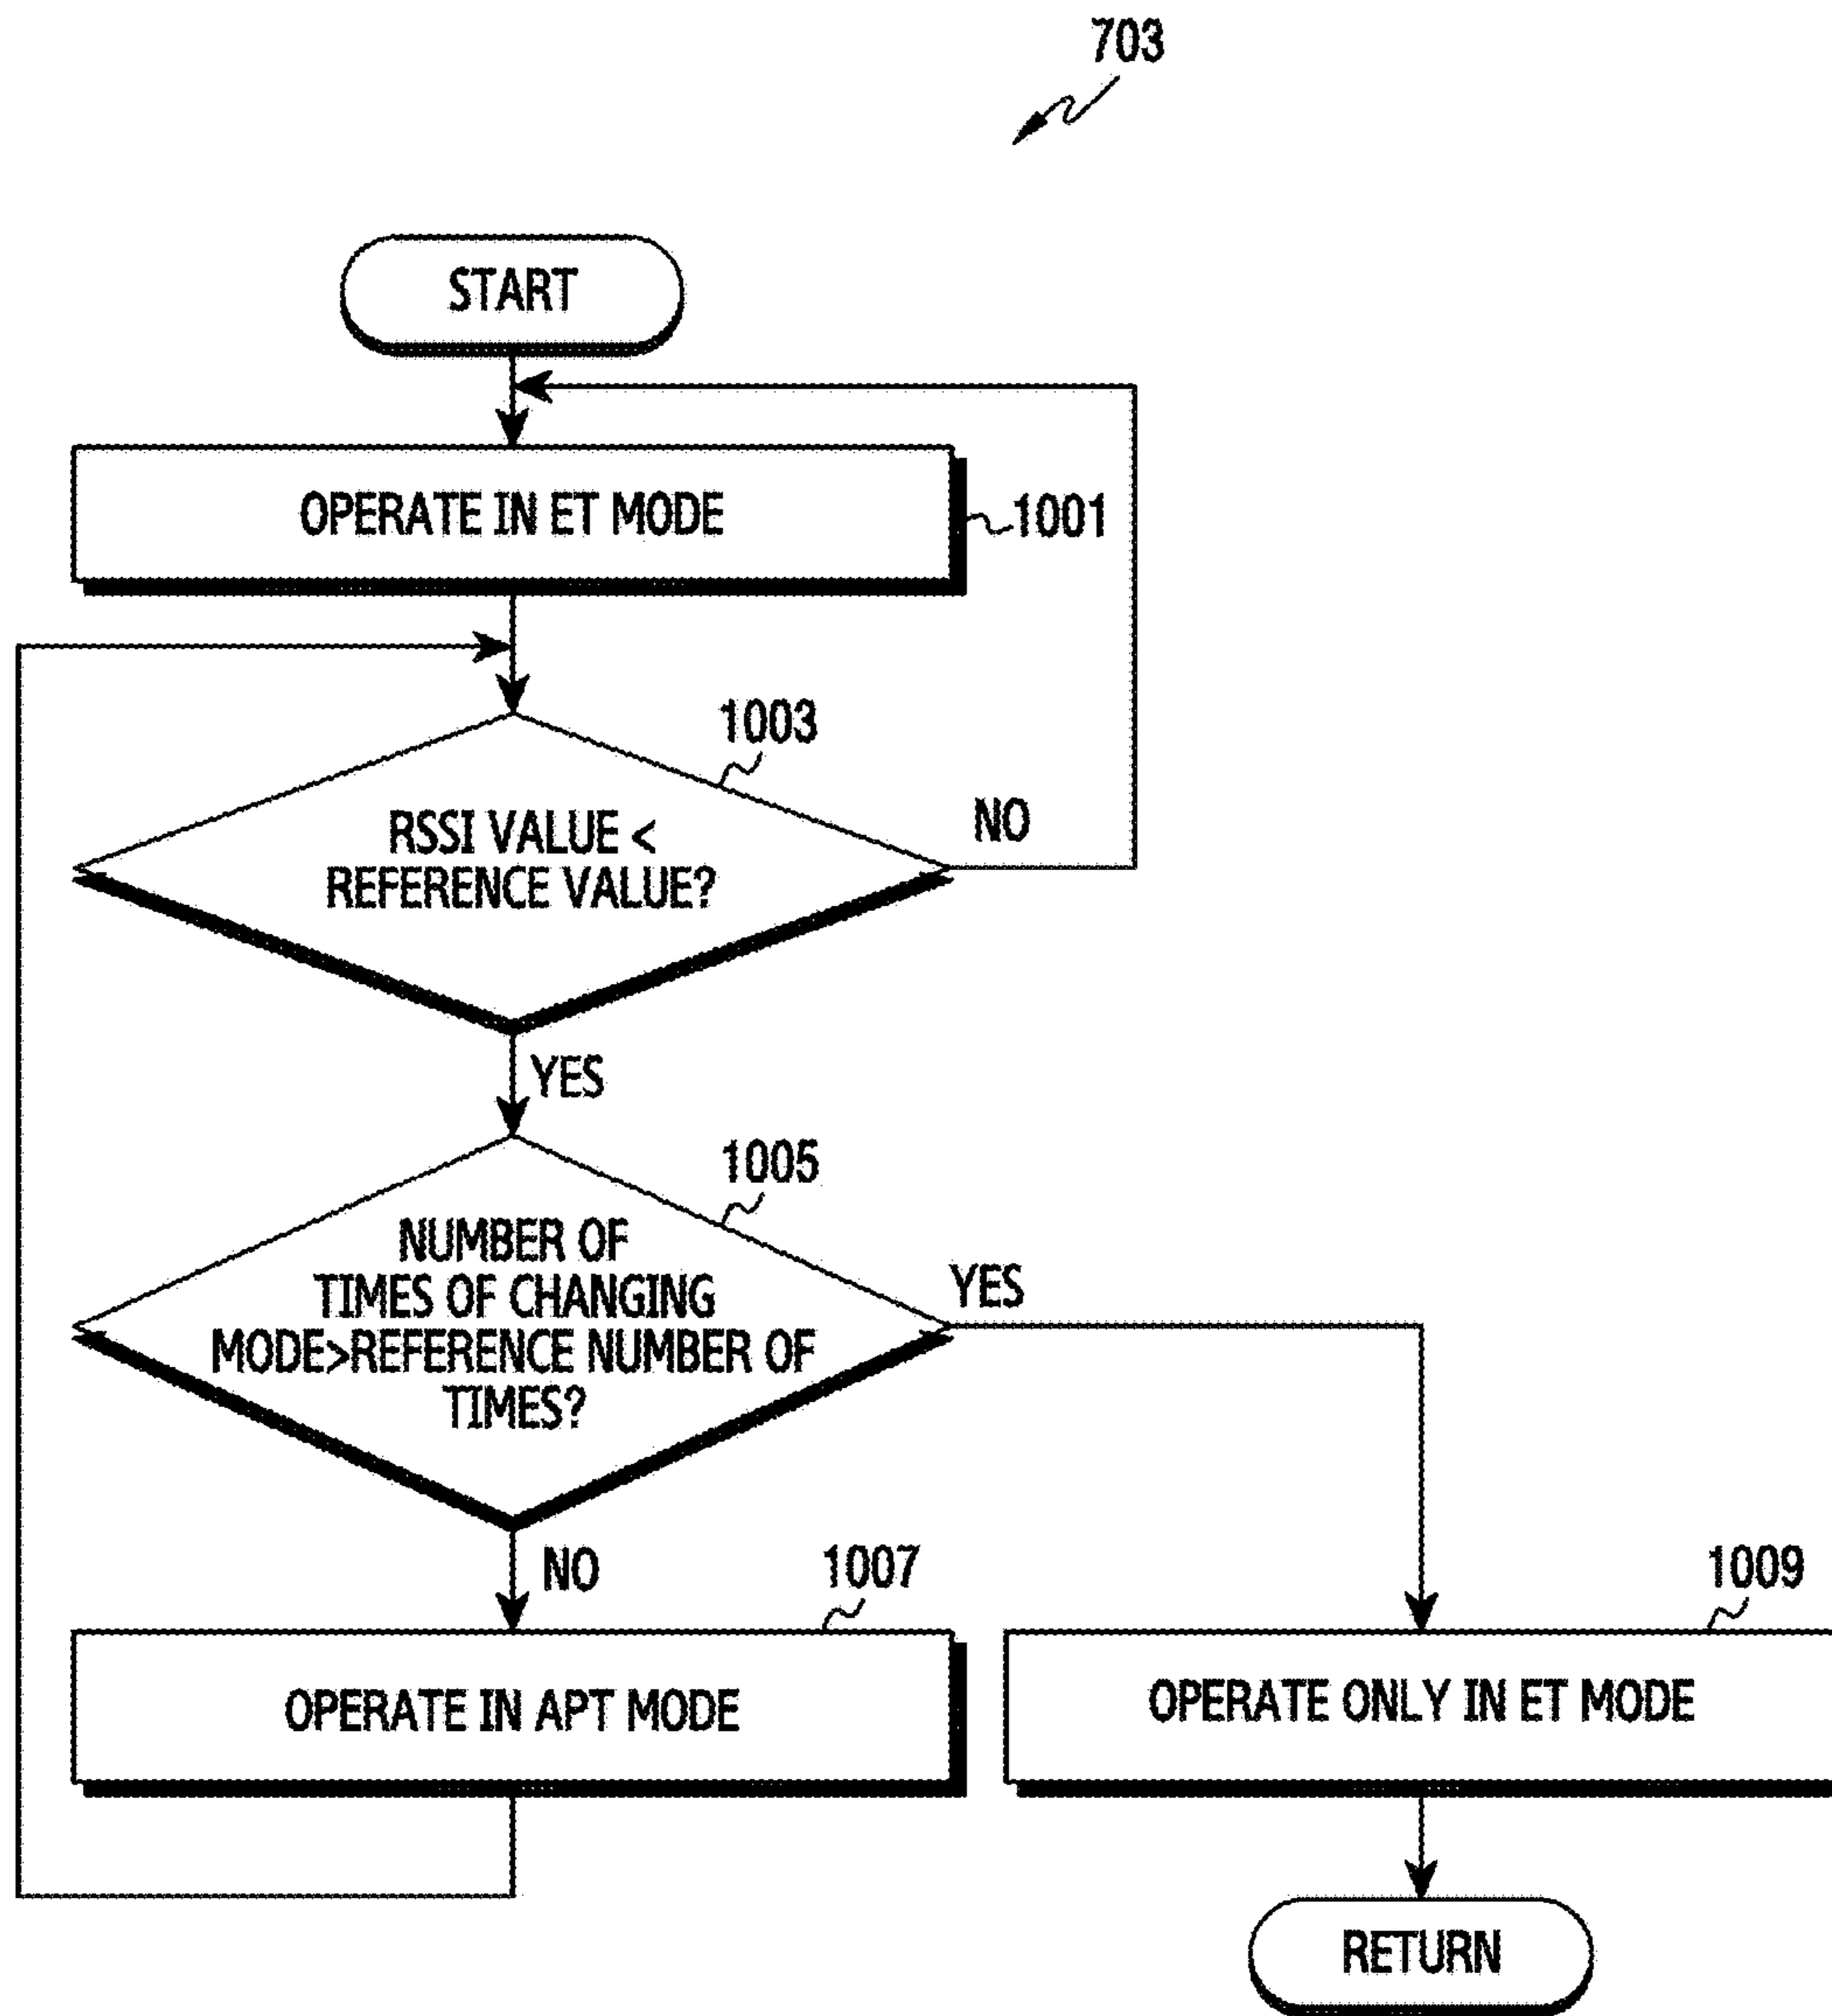 703
START
OPERATE IN ET MODE
1001
1003
RSSI VALUE <
REFERENCE VALUE?
NO
YES
1005
NUMBER OF
TIMES OF CHANGING
MODE>REFERENCE NUMBER OF
TIMES?
YES
NO
1007
OPERATE IN APT MODE
1009
OPERATE ONLY IN ET MODE
RETURN